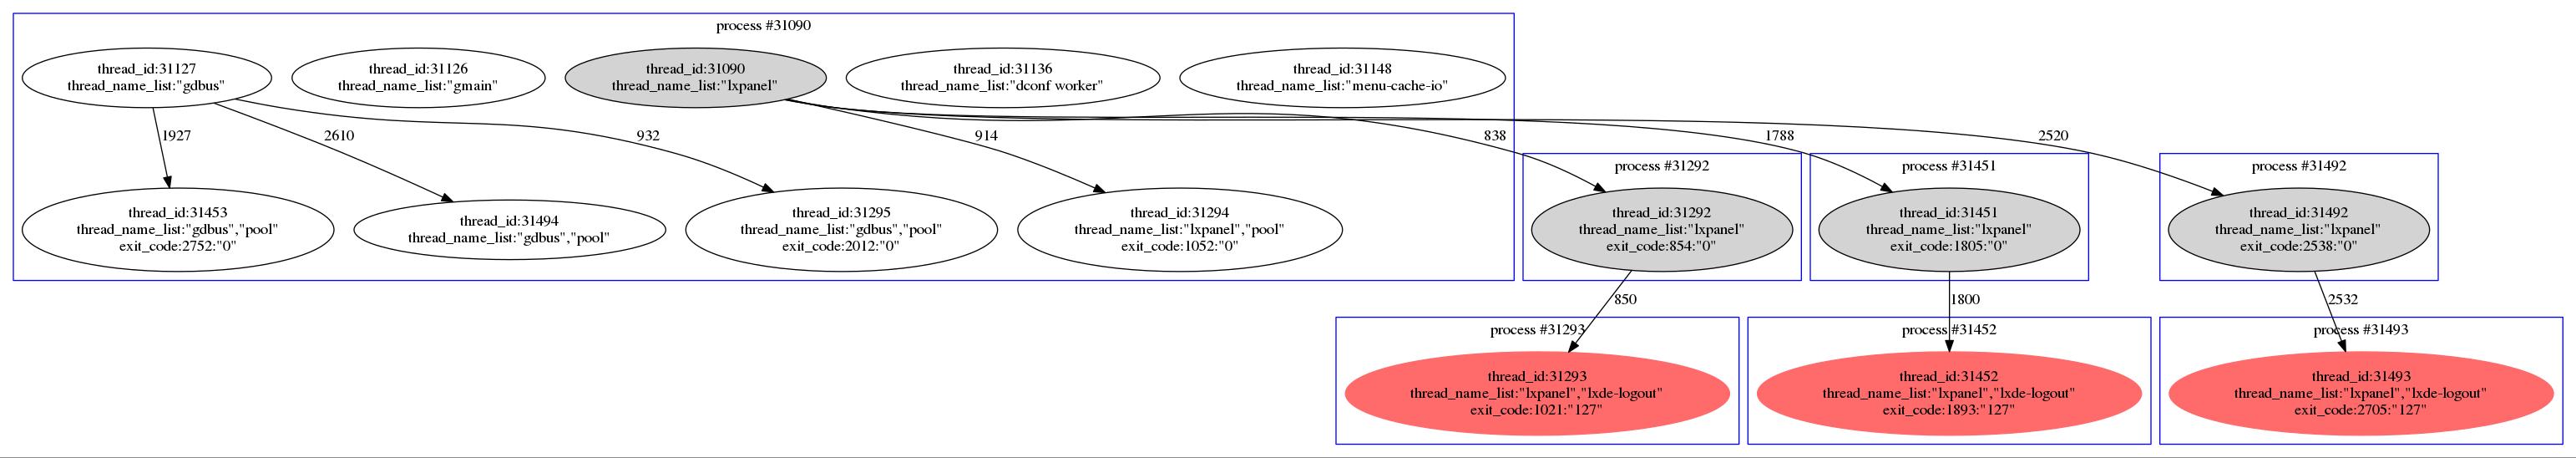 process #31090
thread_id:31127
thread_name_list:"gdbus"
thread_id:31126
thread_name_list:"gmain"
thread_id:31090
thread_name_list:"lxpanel"
thread_id:31136
thread_name_list:"dconf worker"
thread_id:31148
thread_name_list:"menu-cache-io"
1927
2610
932
914
838
1788
2520
thread_id:31453
thread_name_list:"gdbus","pool"
exit_code:2752:"0"
thread_id:31494
thread_name_list:"gdbus","pool"
thread_id:31295
thread_name_list:"gdbus","pool"
exit_code:2012:"0"
thread_id:31294
thread_name_list:"lxpanel","pool"
exit_code:1052:"0"
process #31292
thread_id:31292
thread_name_list:"lxpanel"
exit_code:854:"0"
process #31451
thread_id:31451
thread_name_list:"lxpanel"
exit_code:1805:"0"
process #31492
thread_id:31492
thread_name_list:"lxpanel"
exit_code:2538:"0"
850
1800
2532
process #31293
thread_id:31293
thread_name_list:"lxpanel","lxde-logout"
exit_code:1021:"127"
process #31452
thread_id:31452
thread_name_list:"lxpanel","lxde-logout"
exit_code:1893:"127"
process #31493
thread_id:31493
thread_name_list:"lxpanel","lxde-logout"
exit_code:2705:"127"